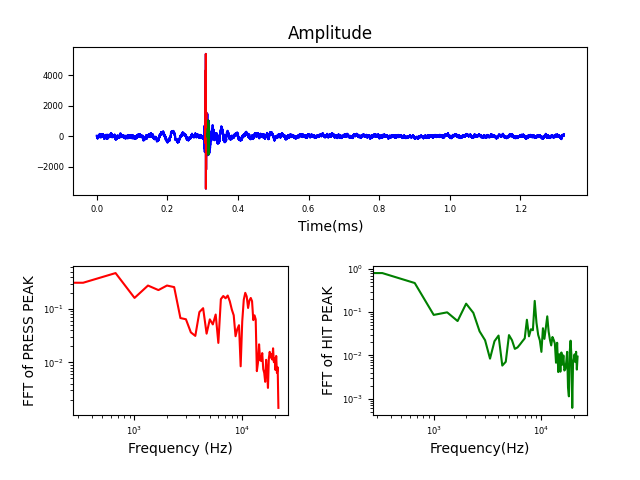 Amplitude
4000
2000
0
−2000
0.0 0.2 0.4 0.6 0.8 1.0 1.2
Time(ms)
FFT of PRESS PEAK
10⁻¹
10⁻²
10³ 10⁴
Frequency (Hz)
FFT of HIT PEAK
10⁰
10⁻¹
10⁻²
10⁻³
10³ 10⁴
Frequency(Hz)